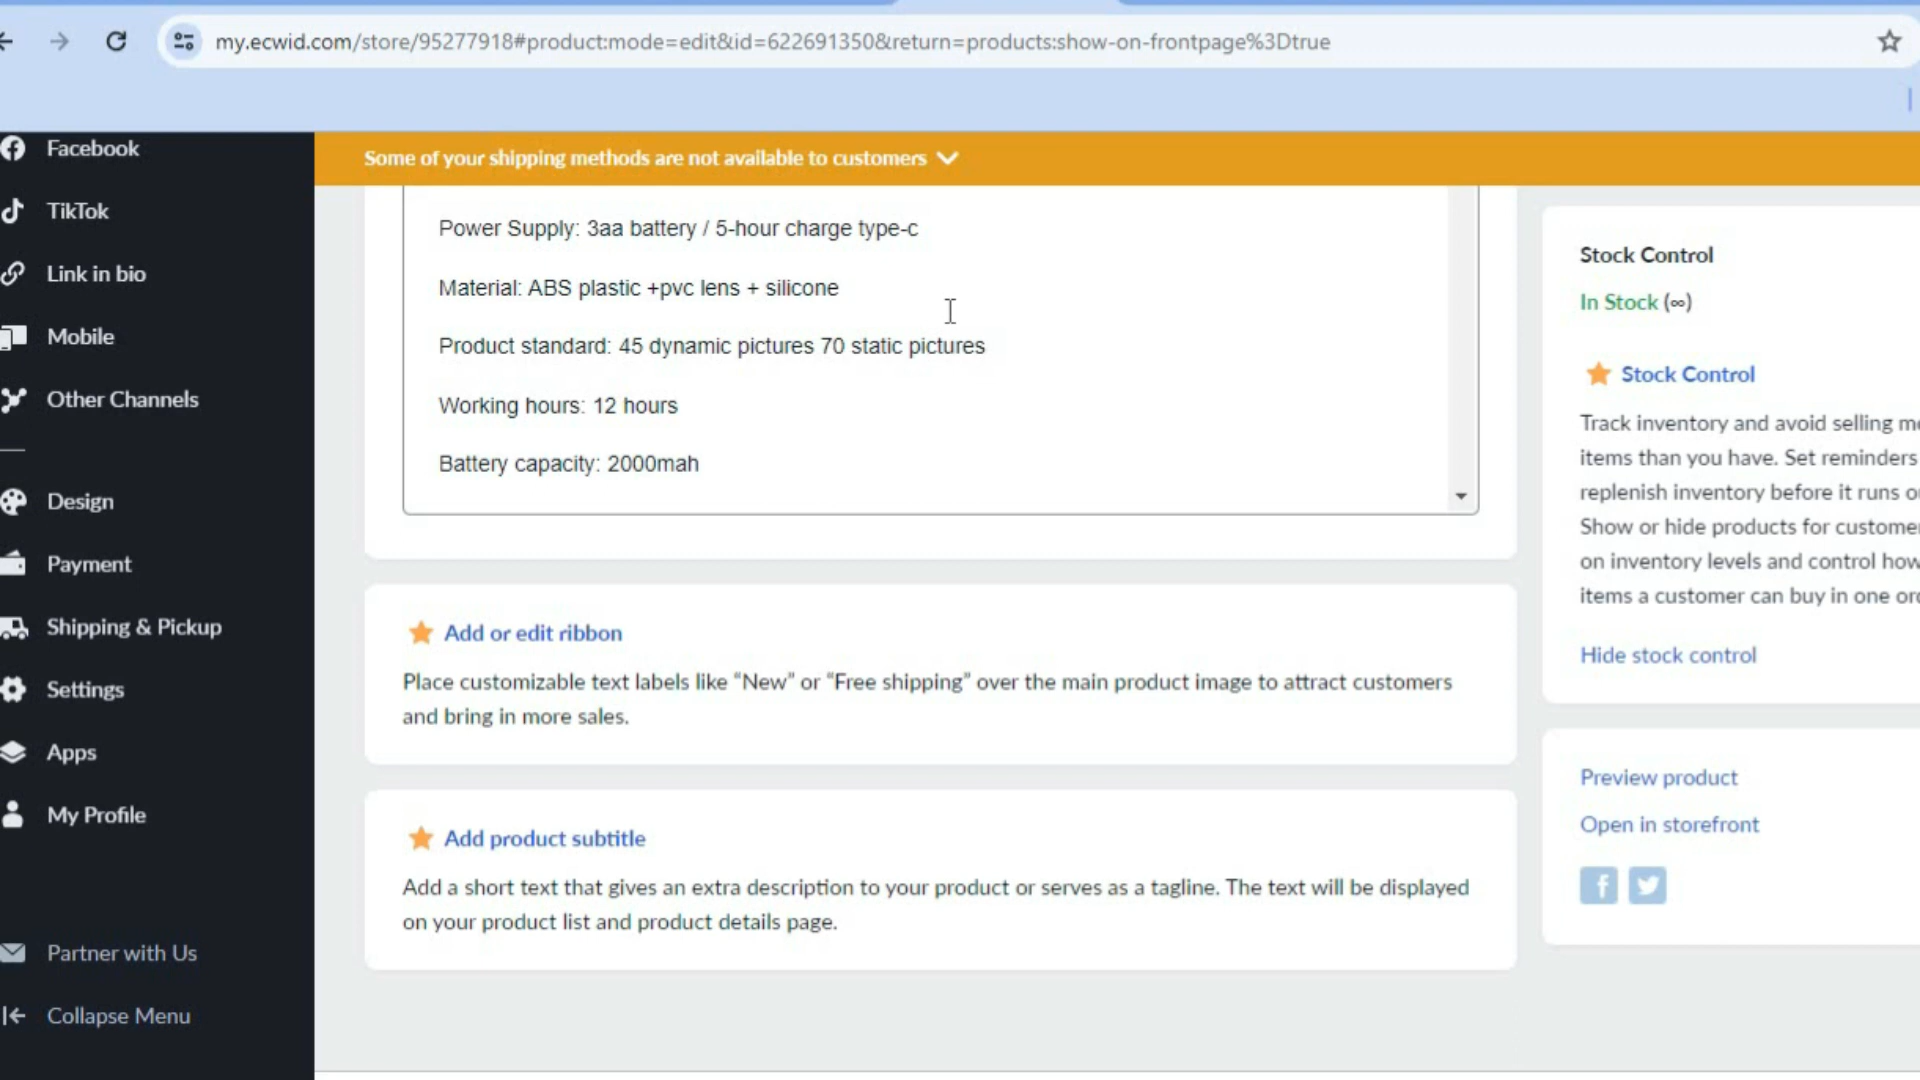 my.ecwid.com/store/95277918#product:mode=edit&id=622691350&return=products:show-on-frontpage%3Dtrue
Facebook
TikTok
Link in bio
Mobile
Other Channels
Design
Payment
Shipping & Pickup
Settings
Apps
My Profile
Partner with Us
Collapse Menu
Some of your shipping methods are not available to customers
Power Supply: 3aa battery / 5-hour charge type-c
Material: ABS plastic +pvc lens + silicone
Product standard: 45 dynamic pictures 70 static pictures
Working hours: 12 hours
Battery capacity: 2000mah
Add or edit ribbon
Place customizable text labels like “New” or “Free shipping” over the main product image to attract customers
and bring in more sales.
Add product subtitle
Add a short text that gives an extra description to your product or serves as a tagline. The text will be displayed
on your product list and product details page.
Stock Control
In Stock (∞)
Stock Control
Track inventory and avoid selling
items than you have. Set reminders
replenish inventory before it runs
Show or hide products for
on inventory levels and control
items a customer can buy in one
Hide stock control
Preview product
Open in storefront